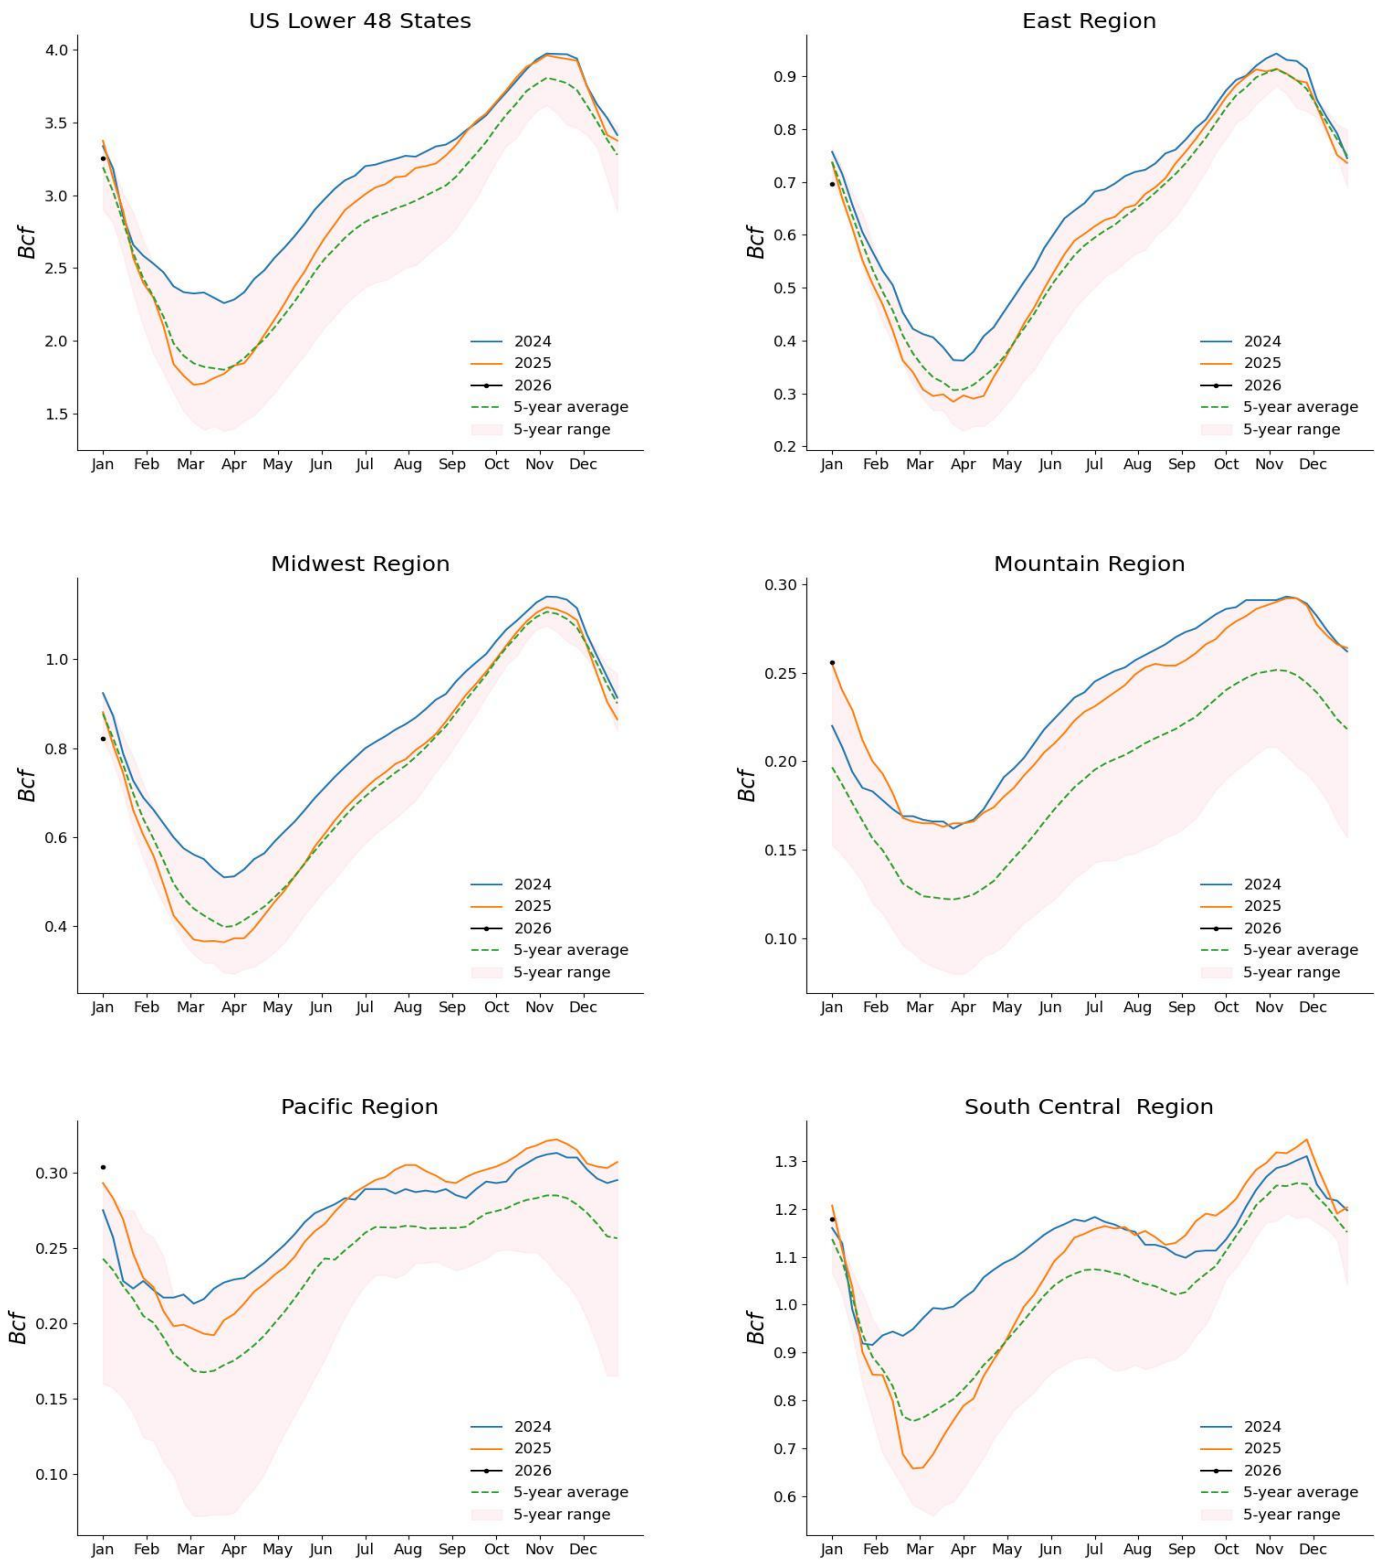 US Lower 48 States
4.0
3.5
3.0
2.5
2.0
1.5
Bcf
2024
2025
2026
5-year average
5-year range
Jan Feb Mar Apr May Jun Jul Aug Sep Oct Nov Dec
East Region
0.9
0.8
0.7
0.6
0.5
0.4
0.3
0.2
Bcf
2024
2025
2026
5-year average
5-year range
Jan Feb Mar Apr May Jun Jul Aug Sep Oct Nov Dec
Midwest Region
1.0
0.8
0.6
0.4
Bcf
2024
2025
2026
5-year average
5-year range
Jan Feb Mar Apr May Jun Jul Aug Sep Oct Nov Dec
Mountain Region
0.30
0.25
0.20
0.15
0.10
Bcf
2024
2025
2026
5-year average
5-year range
Jan Feb Mar Apr May Jun Jul Aug Sep Oct Nov Dec
Pacific Region
0.30
0.25
0.20
0.15
0.10
Bcf
2024
2025
2026
5-year average
5-year range
Jan Feb Mar Apr May Jun Jul Aug Sep Oct Nov Dec
South Central Region
1.3
1.2
1.1
1.0
0.9
0.8
0.7
0.6
Bcf
2024
2025
2026
5-year average
5-year range
Jan Feb Mar Apr May Jun Jul Aug Sep Oct Nov Dec